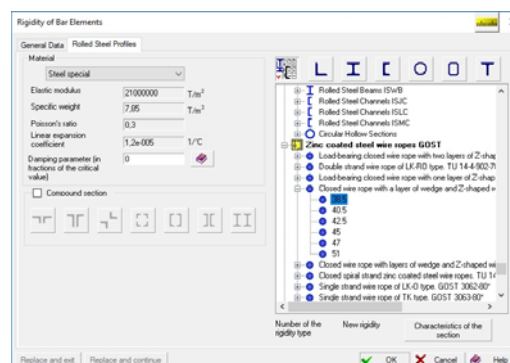 Rigidity of Bar Elements
General Data
Rolled Steel Profiles
Material
Steel special
Elastic modulus
21000000
T/m²
Specific weight
7,85
T/m³
Poisson's ratio
0,3
Linear expansion
coefficient
1,2e-005
1/°C
Damping parameter (in
fractions of the critical
value)
0
Compound section
Rolled Steel Beams ISWB
Rolled Steel Channels ISJC
Rolled Steel Channels ISLC
Rolled Steel Channels ISMC
Circular Hollow Sections
Zinc coated steel wire ropes GOST
Load-bearing closed wire rope with two layers of Z-shap
Double strand wire rope of LK-RO type. TU 14-4-902-7
Load-bearing closed wire rope with one layer of Z-shap
Closed wire rope with a layer of wedge and Z-shaped w
38.5
40.5
42.5
45
47
51
Closed wire rope with layers of wedge and Z-shaped wi
Closed spiral strand zinc coated steel wire ropes. TU 14
Single strand wire rope of LK-O type. GOST 3062-80*
Single strand wire rope of TK type. GOST 3063-80*
Number of the
rigidity type
New rigidity
Characteristics of the
section
Replace and exit
Replace and continue
OK
Cancel
Help